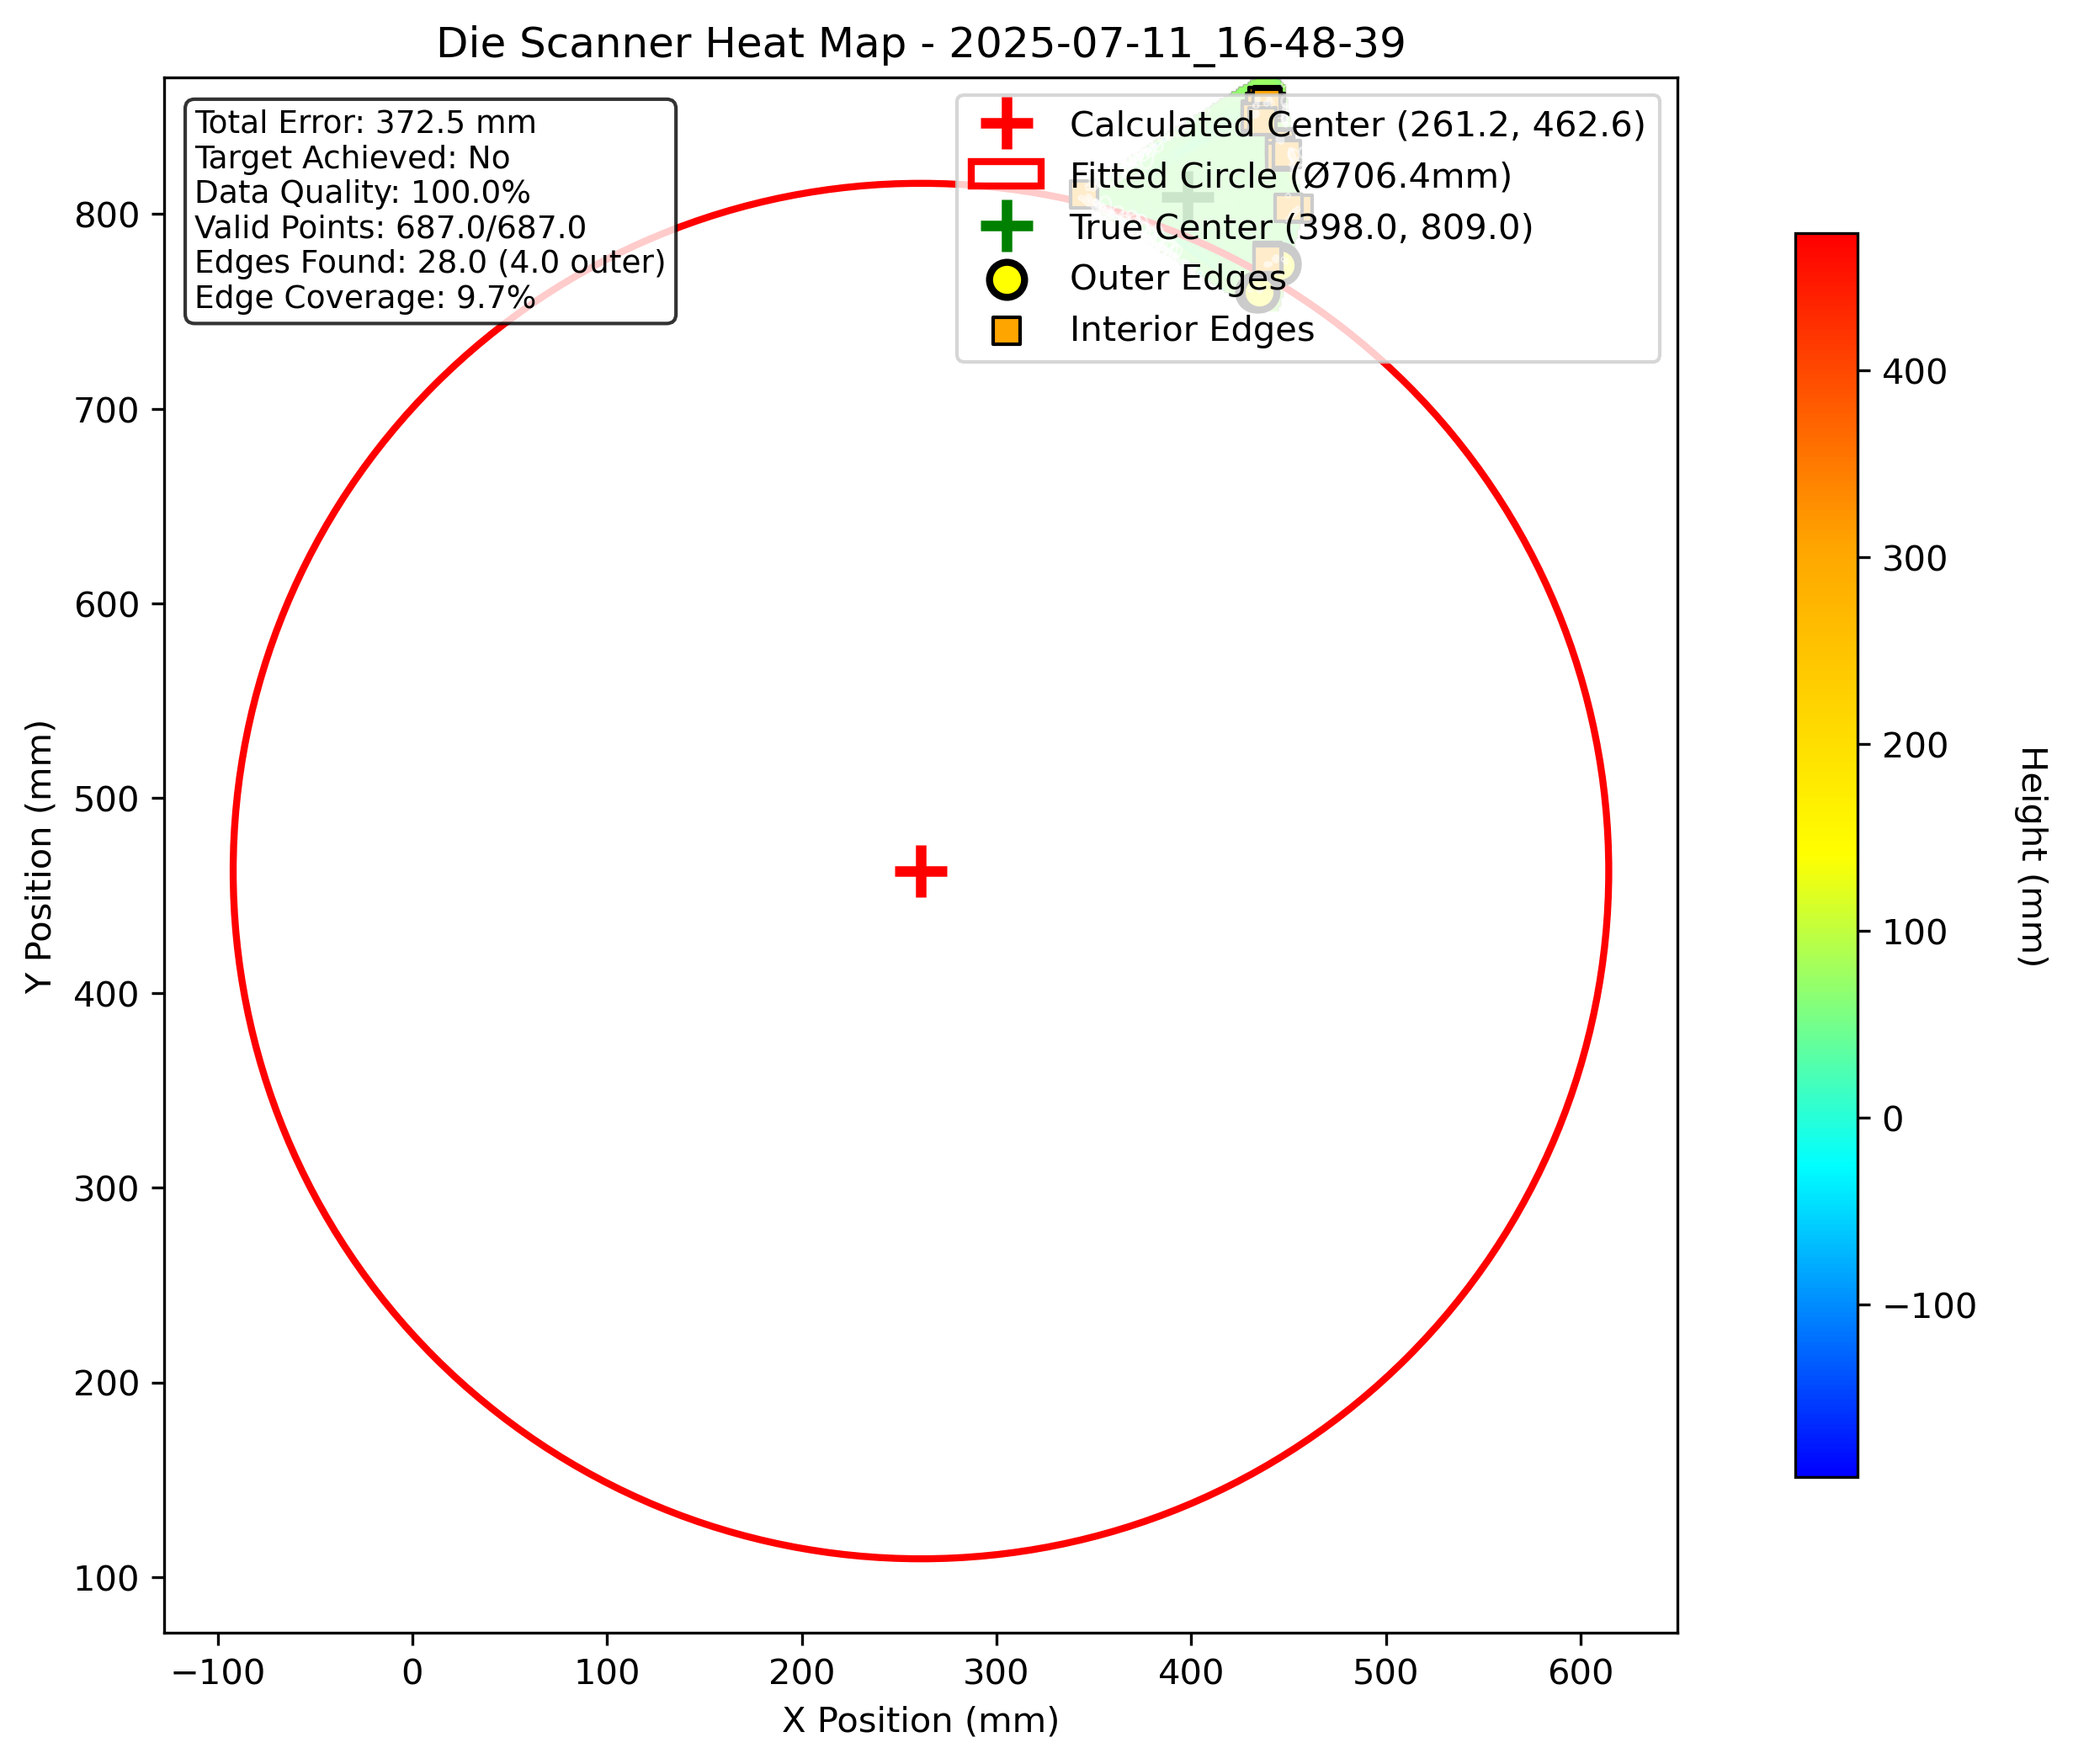 Die Scanner Heat Map - 2025-07-11_16-48-39
Total Error: 372.5 mm
Target Achieved: No
Data Quality: 100.0%
Valid Points: 687.0/687.0
Edges Found: 28.0 (4.0 outer)
Edge Coverage: 9.7%
Calculated Center (261.2, 462.6)
Fitted Circle (Ø706.4mm)
True Center (398.0, 809.0)
Outer Edges
Interior Edges
800
700
600
500
400
300
200
100
Y Position (mm)
−100
0
100
200
300
400
500
600
X Position (mm)
400
300
200
100
0
−100
Height (mm)